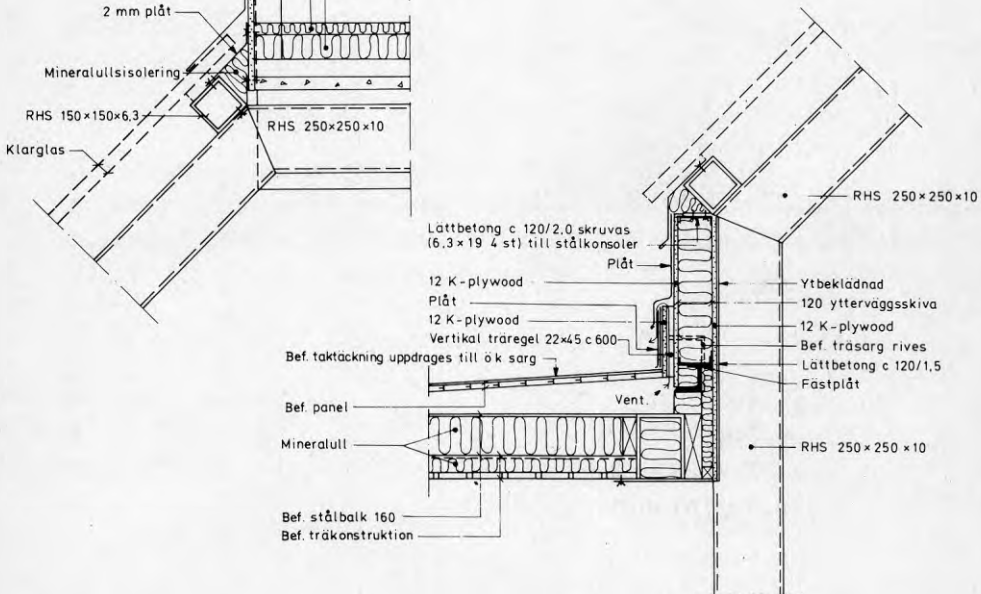 2 mm plåt
Mineralullsisolering
RHS 150×150×6,3
Klarglas
RHS 250×250×10
RHS 250×250×10
Lättbetong c 120/2,0 skruvas
(6,3×19 4 st) till stålkonsoler
Plåt
12 K-plywood
Plåt
12 K-plywood
Vertikal träregel 22×45 c 600
Bef. taktäckning uppdrages till ök sarg
Bef. panel
Vent.
Mineralull
Bef. stålbalk 160
Bef. träkonstruktion
Ytbeklädnad
120 ytterväggsskiva
12 K-plywood
Bef. träsarg rives
Lättbetong c 120/1,5
Fästplåt
RHS 250×250×10